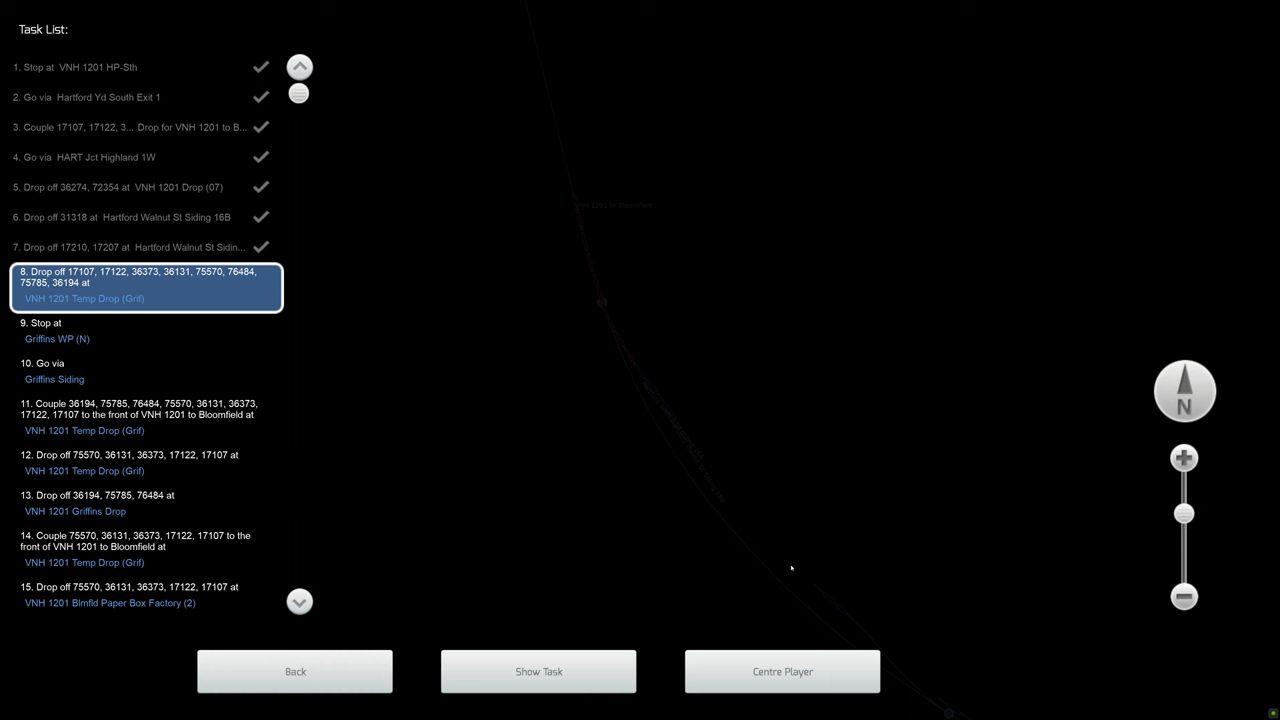 Task List:
1. Stop at VNH 1201 HP-Sth
2. Go via Hartford Yd South Exit 1
3. Couple 17107, 17122, 3... Drop for VNH 1201 to B...
4. Go via HART Jct Highland 1W
5. Drop off 36274, 72354 at VNH 1201 Drop (07)
6. Drop off 31318 at Hartford Walnut St Siding 16B
7. Drop off 17210, 17207 at Hartford Walnut St Sidin...
8. Drop off 17107, 17122, 36373, 36131, 75570, 76484,
75785, 36194 at
VNH 1201 Temp Drop (Grif)
9. Stop at
Griffins WP (N)
10. Go via
Griffins Siding
11. Couple 36194, 75785, 76484, 75570, 36131, 36373,
17122, 17107 to the front of VNH 1201 to Bloomfield at
VNH 1201 Temp Drop (Grif)
12. Drop off 75570, 36131, 36373, 17122, 17107 at
VNH 1201 Temp Drop (Grif)
13. Drop off 36194, 75785, 76484 at
VNH 1201 Griffins Drop
14. Couple 75570, 36131, 36373, 17122, 17107 to the
front of VNH 1201 to Bloomfield at
VNH 1201 Temp Drop (Grif)
15. Drop off 75570, 36131, 36373, 17122, 17107 at
VNH 1201 Blmfld Paper Box Factory (2)
VNH 1201 to Bloomfield
N
Back
Show Task
Centre Player